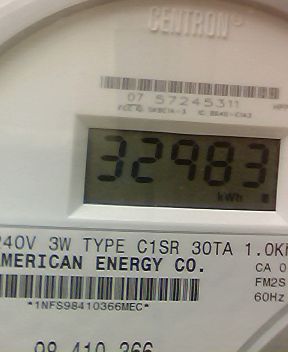 CENTRON®
07 57245311
32983
kWh
240V 3W TYPE C1SR 30TA 1.0K
AMERICAN ENERGY CO.
CA 0
FM2S
60Hz
*1NFS98410366MEC*
98 410 366